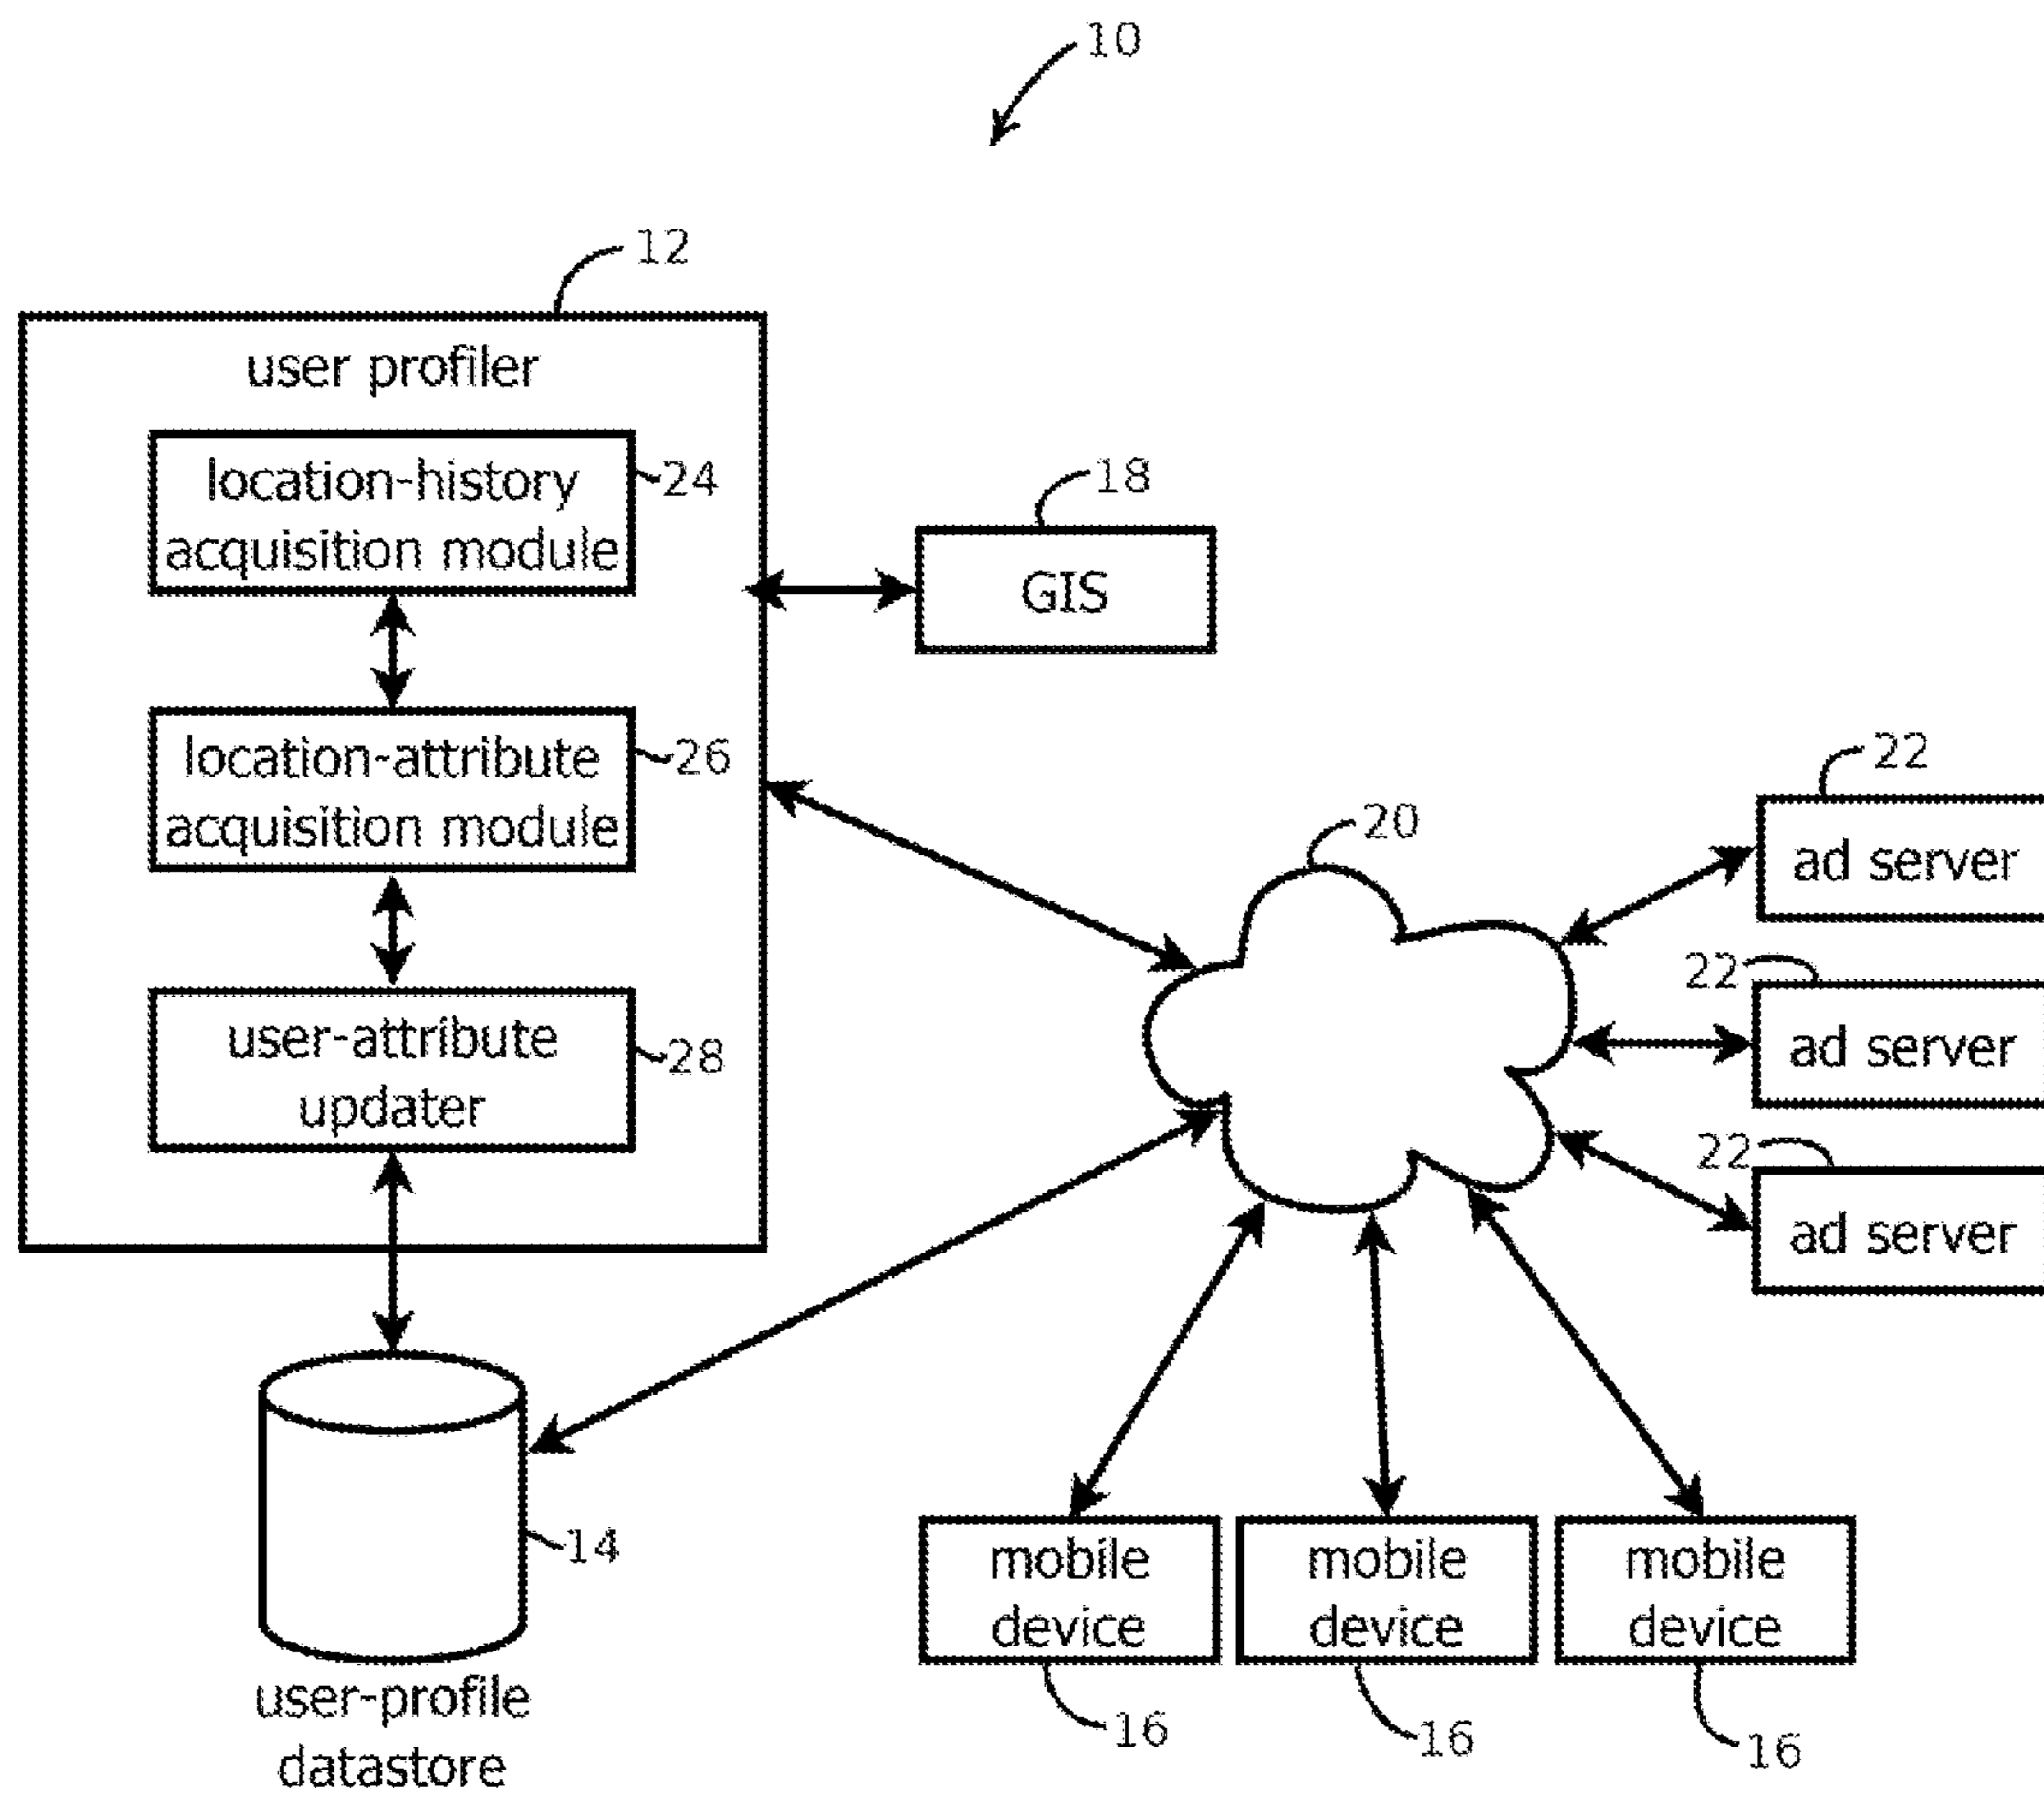 10
12
user profiler
location-history
acquisition module
24
18
GIS
location-attribute
acquisition module
26
22
ad server
20
22
ad server
user-attribute
updater
28
22
ad server
14
user-profile
datastore
mobile
device
mobile
device
mobile
device
16
16
16